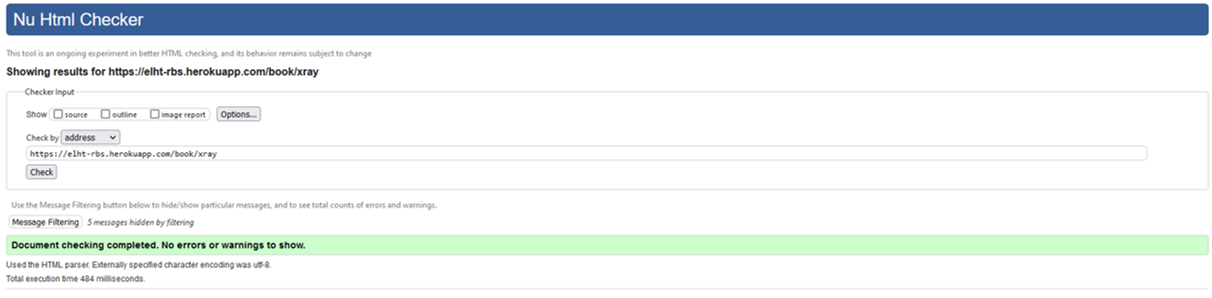 Nu Html Checker
This tool is an ongoing experiment in better HTML checking, and its behavior remains subject to change
Showing results for https://elht-rbs.herokuapp.com/book/xray
Checker Input
Show source outline image report Options...
Check by address
https://elht-rbs.herokuapp.com/book/xray
Check
Use the Message Filtering button below to hide/show particular messages, and to see total counts of errors and warnings.
Message Filtering 5 messages hidden by filtering
Document checking completed. No errors or warnings to show.
Used the HTML parser. Externally specified character encoding was utf-8.
Total execution time 484 milliseconds.